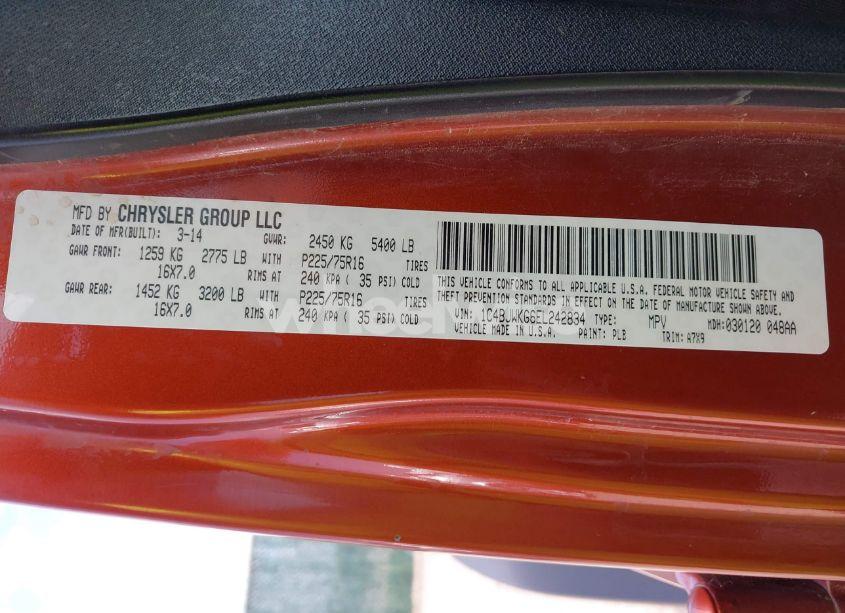 MFD BY CHRYSLER GROUP LLC
DATE OF MFR(BUILT): 3-14 GVWR: 2450 KG 5400 LB
GAWR FRONT: 1259 KG 2775 LB WITH P225/75R16 TIRES
16X7.0 RIMS AT 240 KPA ( 35 PSI) COLD
GAWR REAR: 1452 KG 3200 LB WITH P225/75R16 TIRES
16X7.0 RIMS AT 240 KPA ( 35 PSI) COLD
THIS VEHICLE CONFORMS TO ALL APPLICABLE U.S.A. FEDERAL MOTOR VEHICLE SAFETY AND
THEFT PREVENTION STANDARDS IN EFFECT ON THE DATE OF MANUFACTURE SHOWN ABOVE.
VIN: 1C4BJWKG6EL242834 TYPE: MPV MDH:030120 048AA
VEHICLE MADE IN U.S.A. PAINT: PLB TRIM: A7X9